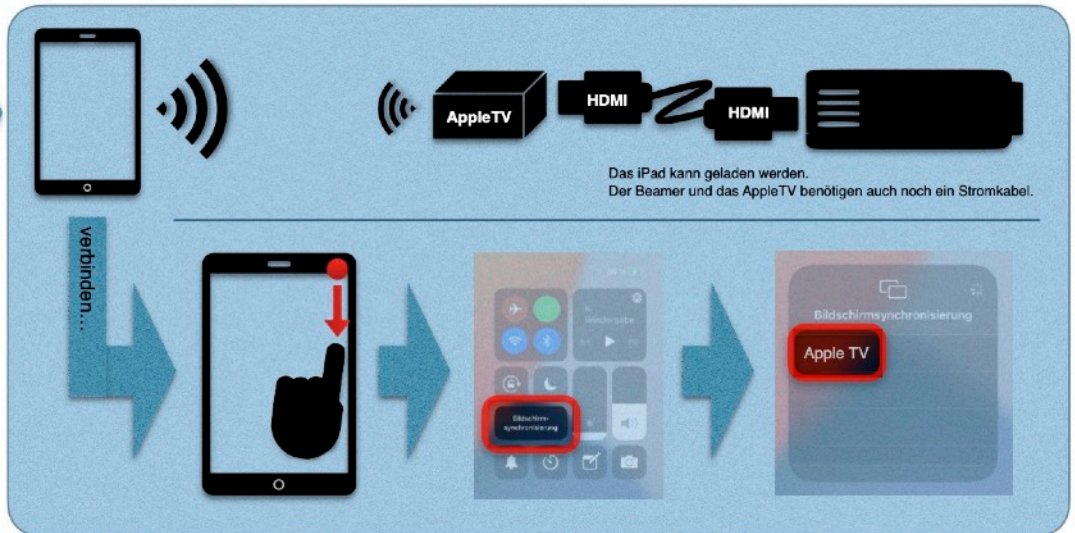 AppleTV
HDMI
HDMI
Das iPad kann geladen werden.
Der Beamer und das AppleTV benötigen auch noch ein Stromkabel.
verbinden...
Wiedergabe
Bildschirm-
synchronisierung
Bildschirmsynchronisierung
Apple TV